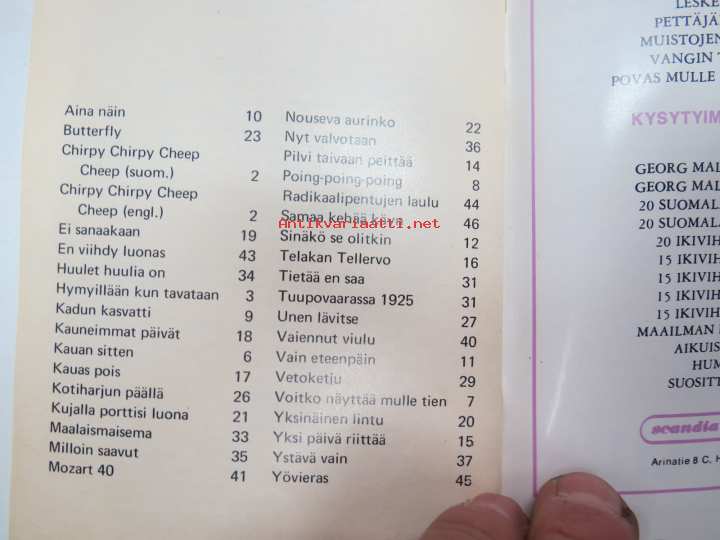 Aina näin 10
Butterfly 23
Chirpy Chirpy Cheep
Cheep (suom.) 2
Chirpy Chirpy Cheep
Cheep (engl.) 2
Ei sanaakaan 19
En viihdy luonas 43
Huulet huulia on 34
Hymyillään kun tavataan 3
Kadun kasvatti 9
Kauneimmat päivät 18
Kauan sitten 6
Kauas pois 17
Kotiharjun päällä 26
Kujalla porttisi luona 21
Maalaismaisema 33
Milloin saavut 35
Mozart 40 41
Nouseva aurinko 22
Nyt valvotaan 36
Pilvi taivaan peittää 14
Poing-poing-poing 8
Radikaalipentujen laulu 44
Samaa kehää 46
Antikvariaatti.net
Sinäkö se olitkin 12
Telakan Tellervo 16
Tietää en saa 31
Tuupovaarassa 1925 31
Unen lävitse 27
Vaiennut viulu 40
Vain eteenpäin 11
Vetoketju 29
Voitko näyttää mulle tien 7
Yksinäinen lintu 20
Yksi päivä riittää 15
Ystävä vain 37
Yövieras 45
LESKE
PETTÄJÄ
MUISTOJEN
VANGIN
POVAS MULLE
KYSYTYIM
GEORG MAL
GEORG MAL
20 SUOMALA
20 SUOMALA
20 IKIVIH
15 IKIVIH
15 IKIVIH
15 IKIVIH
15 IKIVIH
MAAILMAN
AIKUIS
HUM
SUOSITT
scandia
Arinatie 8 C, H